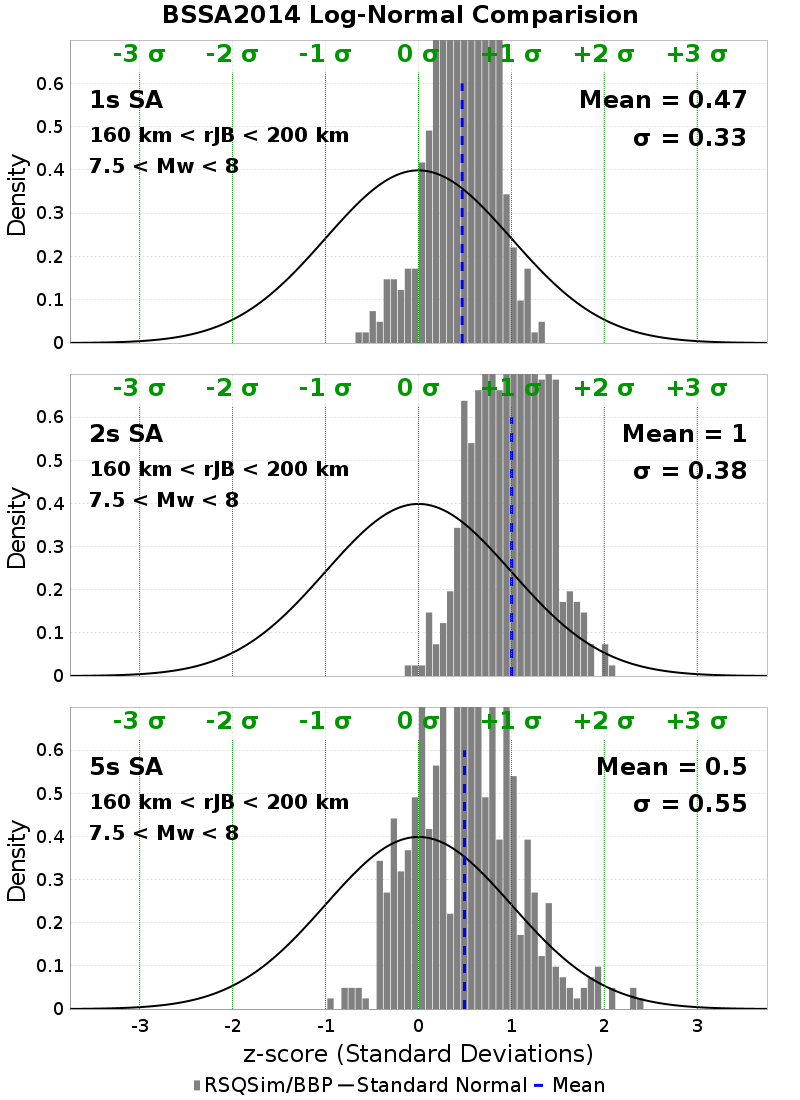 BSSA2014 Log-Normal Comparision
-3 σ -2 σ -1 σ 0 σ +1 σ +2 σ +3 σ
1s SA
160 km < rJB < 200 km
7.5 < Mw < 8
Mean = 0.47
σ = 0.33
Density
0.6
0.5
0.4
0.3
0.2
0.1
0
-3 σ -2 σ -1 σ 0 σ +1 σ +2 σ +3 σ
2s SA
160 km < rJB < 200 km
7.5 < Mw < 8
Mean = 1
σ = 0.38
Density
0.6
0.5
0.4
0.3
0.2
0.1
0
-3 σ -2 σ -1 σ 0 σ +1 σ +2 σ +3 σ
5s SA
160 km < rJB < 200 km
7.5 < Mw < 8
Mean = 0.5
σ = 0.55
Density
0.6
0.5
0.4
0.3
0.2
0.1
0
-3 -2 -1 0 1 2 3
z-score (Standard Deviations)
RSQSim/BBP Standard Normal Mean